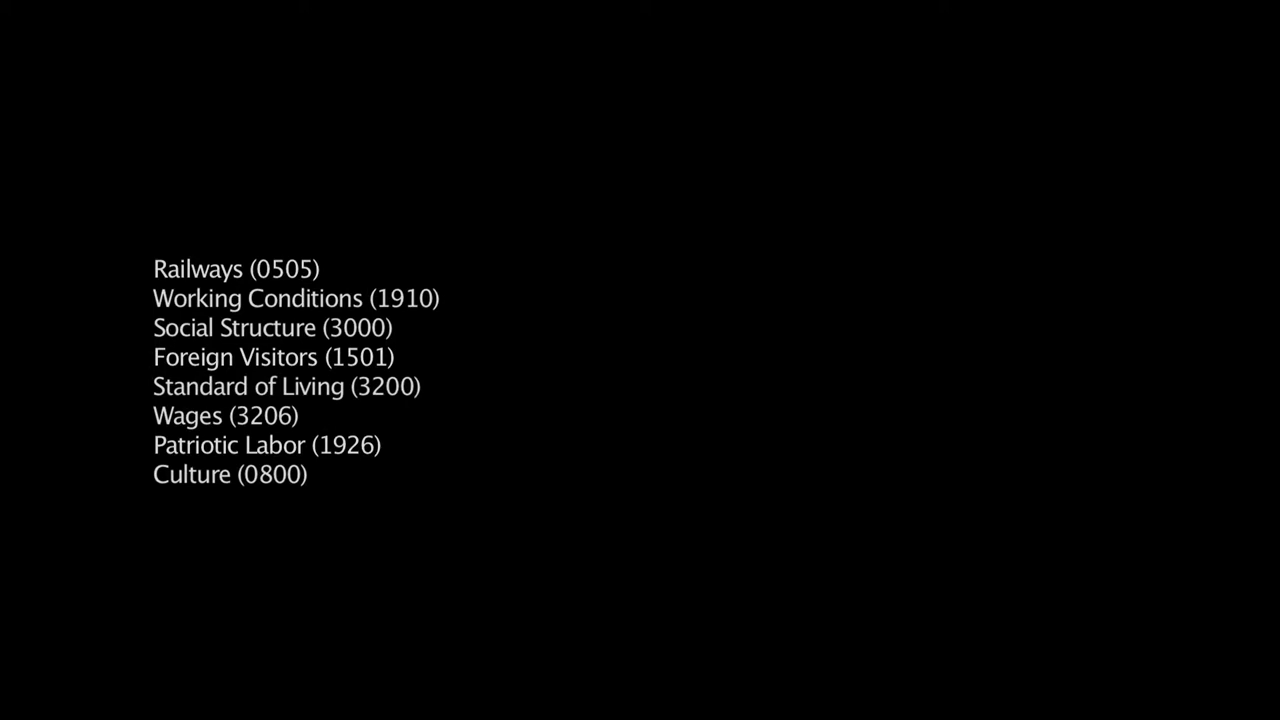 Railways (0505)
Working Conditions (1910)
Social Structure (3000)
Foreign Visitors (1501)
Standard of Living (3200)
Wages (3206)
Patriotic Labor (1926)
Culture (0800)